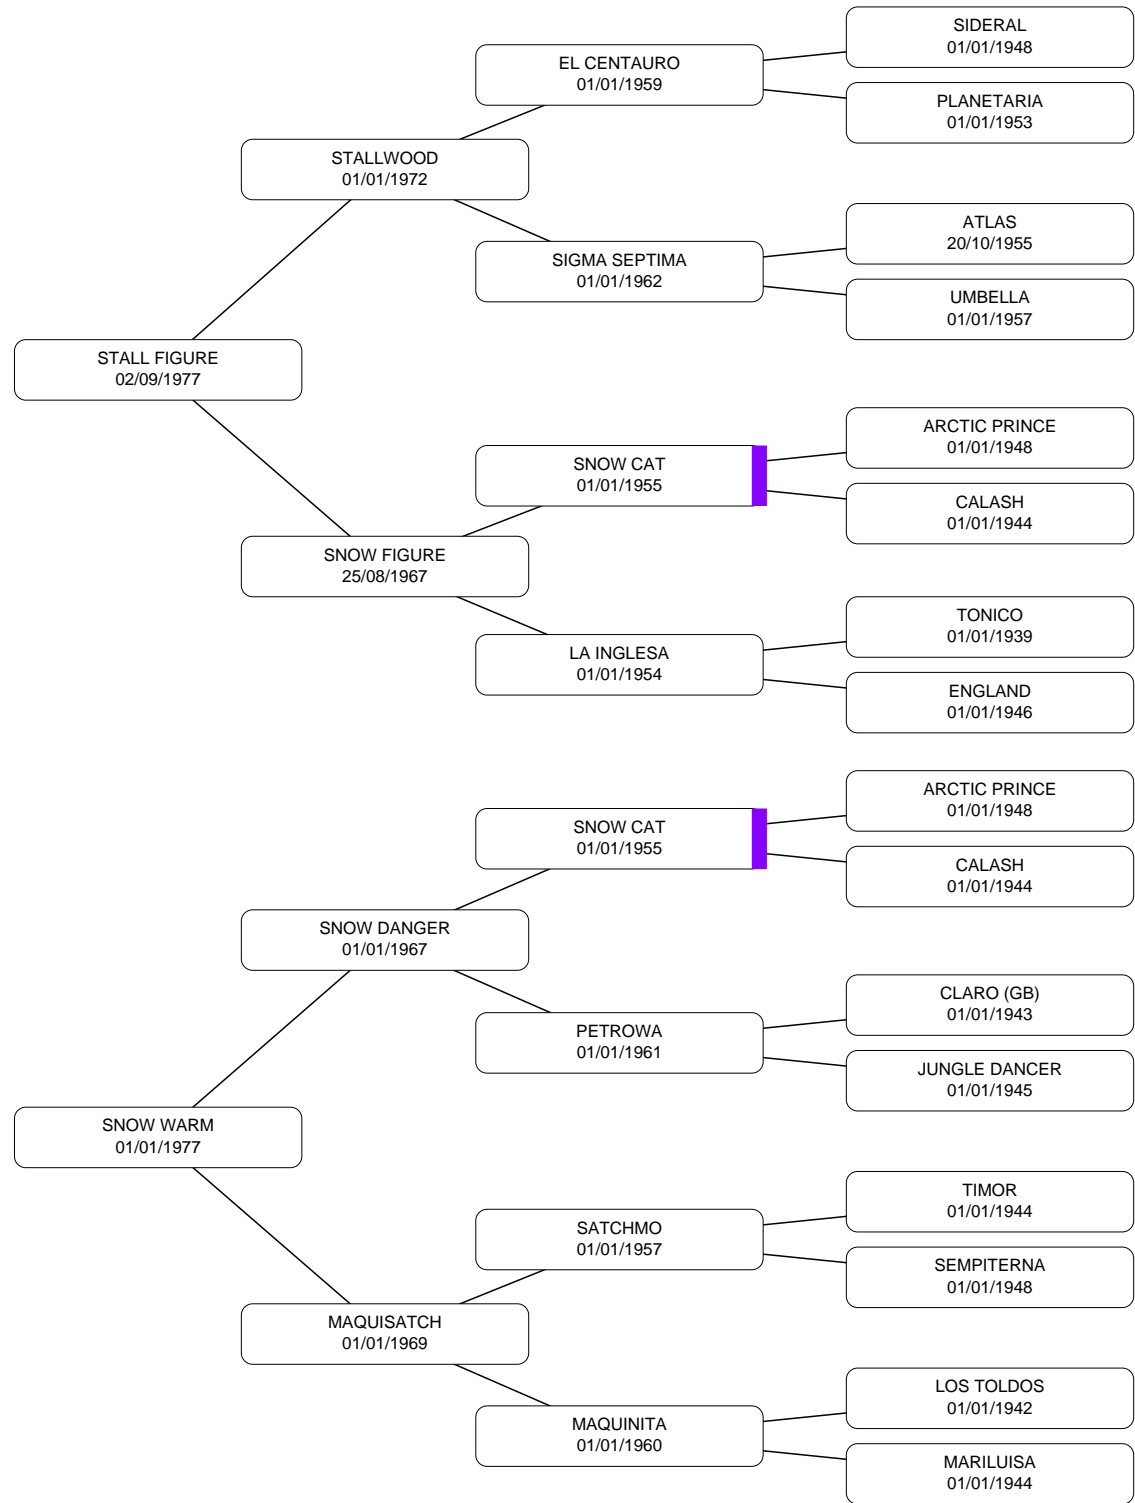 SIDERAL
01/01/1948
EL CENTAURO
01/01/1959
PLANETARIA
01/01/1953
STALLWOOD
01/01/1972
ATLAS
20/10/1955
SIGMA SEPTIMA
01/01/1962
UMBELLA
01/01/1957
STALL FIGURE
02/09/1977
ARCTIC PRINCE
01/01/1948
SNOW CAT
01/01/1955
CALASH
01/01/1944
SNOW FIGURE
25/08/1967
TONICO
01/01/1939
LA INGLESA
01/01/1954
ENGLAND
01/01/1946
ARCTIC PRINCE
01/01/1948
SNOW CAT
01/01/1955
CALASH
01/01/1944
SNOW DANGER
01/01/1967
CLARO (GB)
01/01/1943
PETROWA
01/01/1961
JUNGLE DANCER
01/01/1945
SNOW WARM
01/01/1977
TIMOR
01/01/1944
SATCHMO
01/01/1957
SEMPITERNA
01/01/1948
MAQUISATCH
01/01/1969
LOS TOLDOS
01/01/1942
MAQUINITA
01/01/1960
MARILUISA
01/01/1944